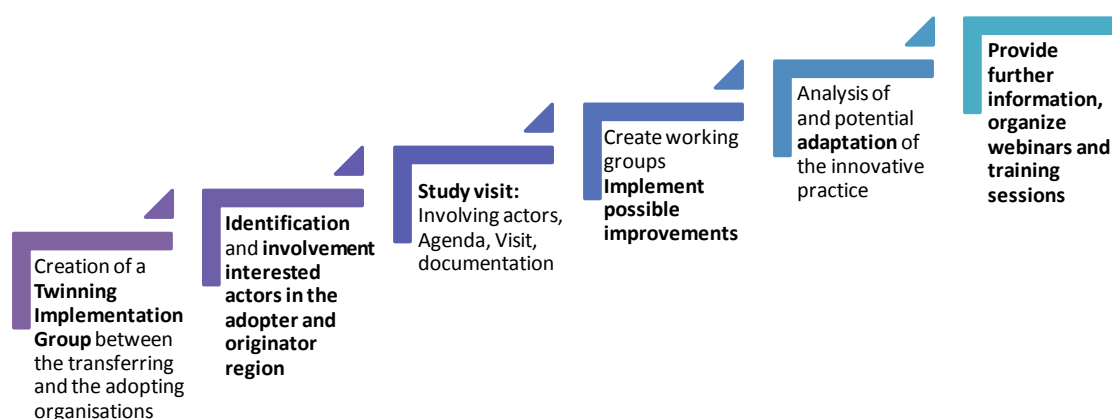 Creation of a
Twinning
Implementation
Group between
the transferring
and the adopting
organisations
Identification
and involvement
interested
actors in the
adopter and
originator
region
Study visit:
Involving actors,
Agenda, Visit,
documentation
Create working
groups
Implement
possible
improvements
Analysis of
and potential
adaptation of
the innovative
practice
Provide
further
information,
organize
webinars and
training
sessions